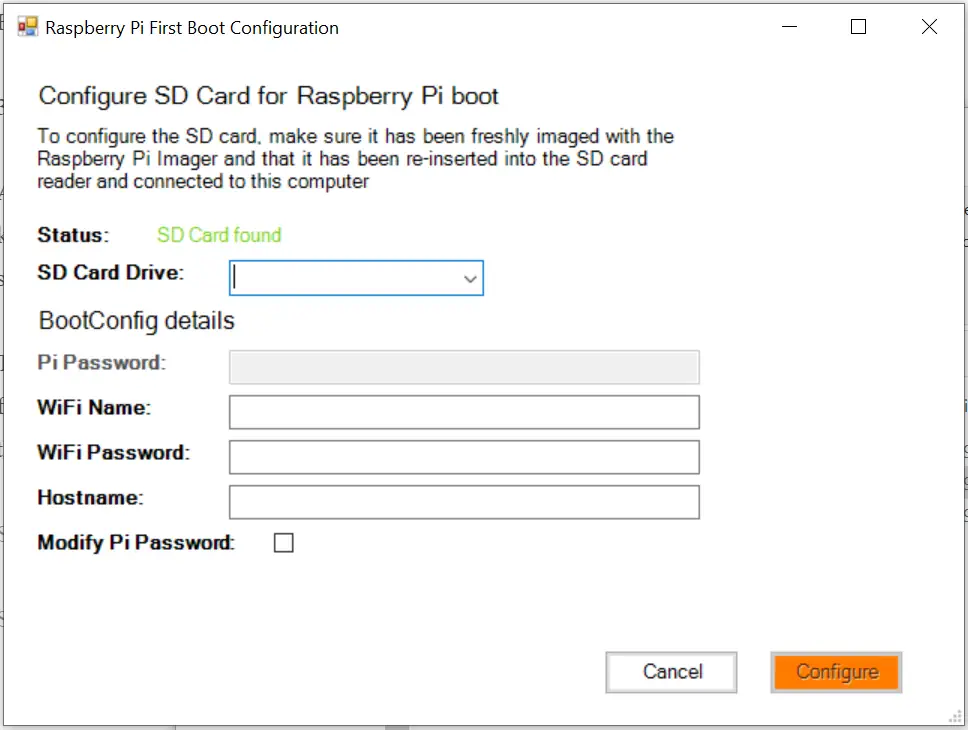 Raspberry Pi First Boot Configuration
Configure SD Card for Raspberry Pi boot
To configure the SD card, make sure it has been freshly imaged with the
Raspberry Pi Imager and that it has been re-inserted into the SD card
reader and connected to this computer
Status: SD Card found
SD Card Drive:
BootConfig details
Pi Password:
WiFi Name:
WiFi Password:
Hostname:
Modify Pi Password:
Cancel Configure